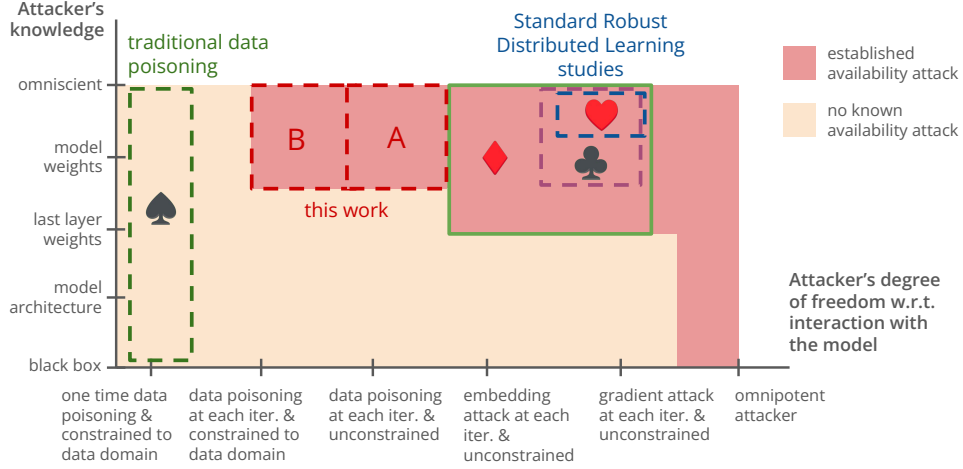 Attacker's
knowledge
traditional data
poisoning
Standard Robust
Distributed Learning
studies
established
availability attack
no known
availability attack
omniscient
model
weights
last layer
weights
model
architecture
black box
B
A
this work
Attacker's degree
of freedom w.r.t.
interaction with
the model
one time data
poisoning &
constrained to
data domain
data poisoning
at each iter. &
constrained to
data domain
data poisoning
at each iter. &
unconstrained
embedding
attack at each
iter. &
unconstrained
gradient attack
at each iter. &
unconstrained
omnipotent
attacker